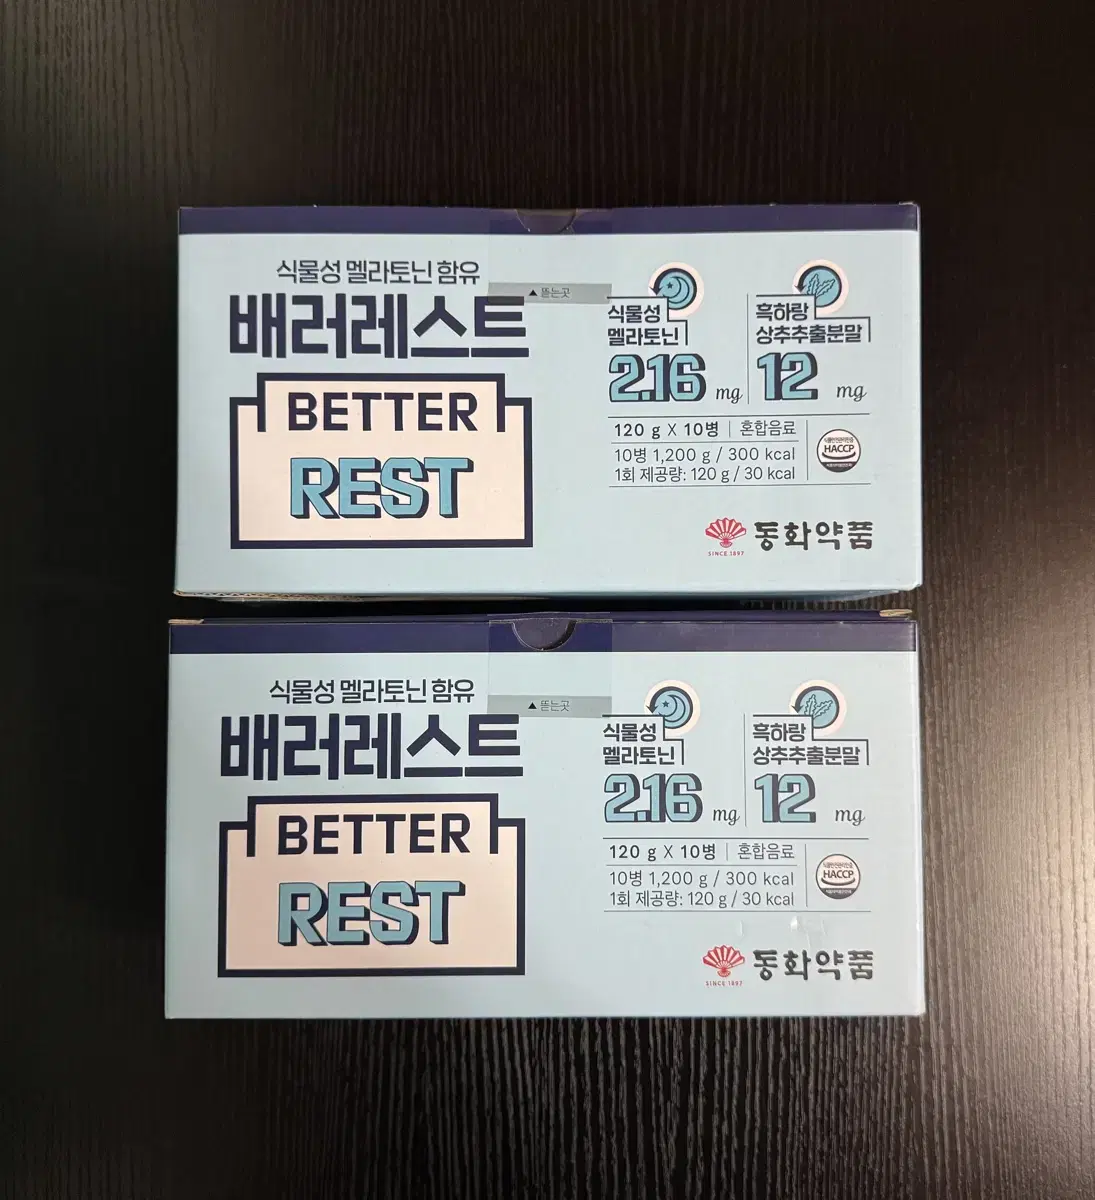 식물성 멜라토닌 함유
배러레스트
BETTER
REST
▲ 뜯는곳
식물성
멜라토닌
2.16 mg
흑하랑
상추추출분말
12 mg
120 g X 10병 | 혼합음료
10병 1,200 g / 300 kcal
1회 제공량: 120 g / 30 kcal
HACCP
SINCE 1897
동화약품
식물성 멜라토닌 함유
배러레스트
BETTER
REST
▲ 뜯는곳
식물성
멜라토닌
2.16 mg
흑하랑
상추추출분말
12 mg
120 g X 10병 | 혼합음료
10병 1,200 g / 300 kcal
1회 제공량: 120 g / 30 kcal
HACCP
SINCE 1897
동화약품